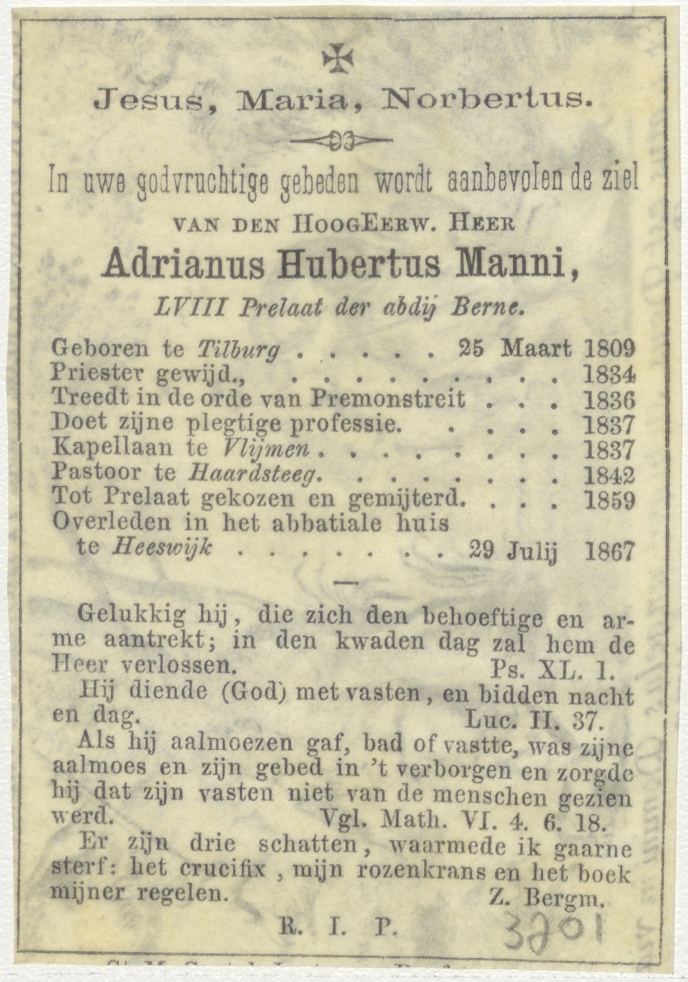 Jesus, Maria, Norbertus.
In uwe godvruchtige gebeden wordt aanbevolen de ziel
VAN DEN HOOGEERW. HEER
Adrianus Hubertus Manni,
LVIII Prelaat der abdij Berne.
Geboren te Tilburg . . . . . 25 Maart 1809
Priester gewijd., . . . . . . . . . 1834
Treedt in de orde van Premonstreit . . . 1836
Doet zijne plegtige professie. . . . . 1837
Kapellaan te Vlijmen . . . . . . . . 1837
Pastoor te Haardsteeg. . . . . . . . 1842
Tot Prelaat gekozen en gemijterd. . . . 1859
Overleden in het abbatiale huis
te Heeswijk . . . . . . . 29 Julij 1867
Gelukkig hij, die zich den behoeftige en ar-
me aantrekt; in den kwaden dag zal hem de
Heer verlossen. Ps. XL. 1.
Hij diende (God) met vasten, en bidden nacht
en dag. Luc. II. 37.
Als hij aalmoezen gaf, bad of vastte, was zijne
aalmoes en zijn gebed in 't verborgen en zorgde
hij dat zijn vasten niet van de menschen gezien
werd. Vgl. Math. VI. 4. 6. 18.
Er zijn drie schatten, waarmede ik gaarne
sterf: het crucifix, mijn rozenkrans en het boek
mijner regelen. Z. Bergm.
R. I. P.
3701